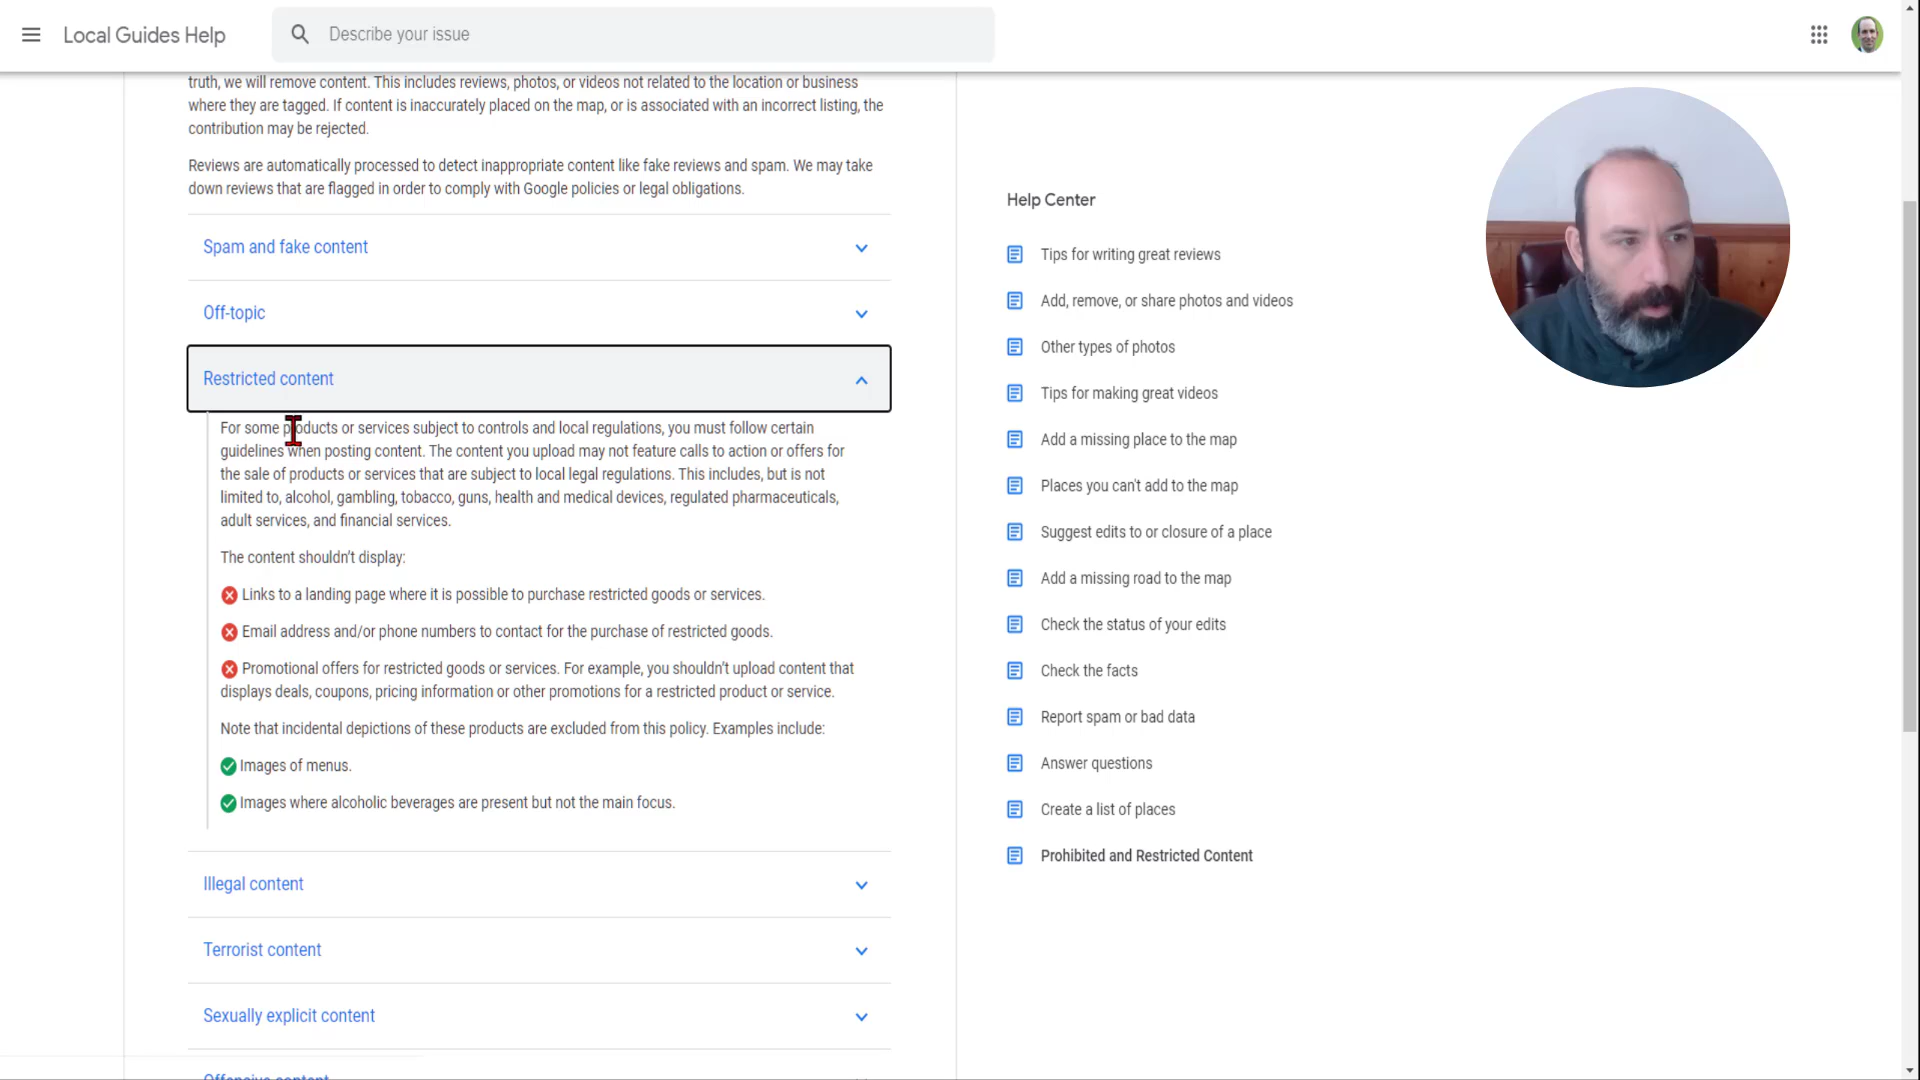 Local Guides Help
Describe your issue
truth, we will remove content. This includes reviews, photos, or videos not related to the location or business
where they are tagged. If content is inaccurately placed on the map, or is associated with an incorrect listing, the
contribution may be rejected.
Reviews are automatically processed to detect inappropriate content like fake reviews and spam. We may take
down reviews that are flagged in order to comply with Google policies or legal obligations.
Spam and fake content
Off-topic
Restricted content
For some products or services subject to controls and local regulations, you must follow certain
guidelines when posting content. The content you upload may not feature calls to action or offers for
the sale of products or services that are subject to local legal regulations. This includes, but is not
limited to, alcohol, gambling, tobacco, guns, health and medical devices, regulated pharmaceuticals,
adult services, and financial services.
The content shouldn't display:
Links to a landing page where it is possible to purchase restricted goods or services.
Email address and/or phone numbers to contact for the purchase of restricted goods.
Promotional offers for restricted goods or services. For example, you shouldn't upload content that
displays deals, coupons, pricing information or other promotions for a restricted product or service.
Note that incidental depictions of these products are excluded from this policy. Examples include:
Images of menus.
Images where alcoholic beverages are present but not the main focus.
Illegal content
Terrorist content
Sexually explicit content
Offensive content
Help Center
Tips for writing great reviews
Add, remove, or share photos and videos
Other types of photos
Tips for making great videos
Add a missing place to the map
Places you can't add to the map
Suggest edits to or closure of a place
Add a missing road to the map
Check the status of your edits
Check the facts
Report spam or bad data
Answer questions
Create a list of places
Prohibited and Restricted Content